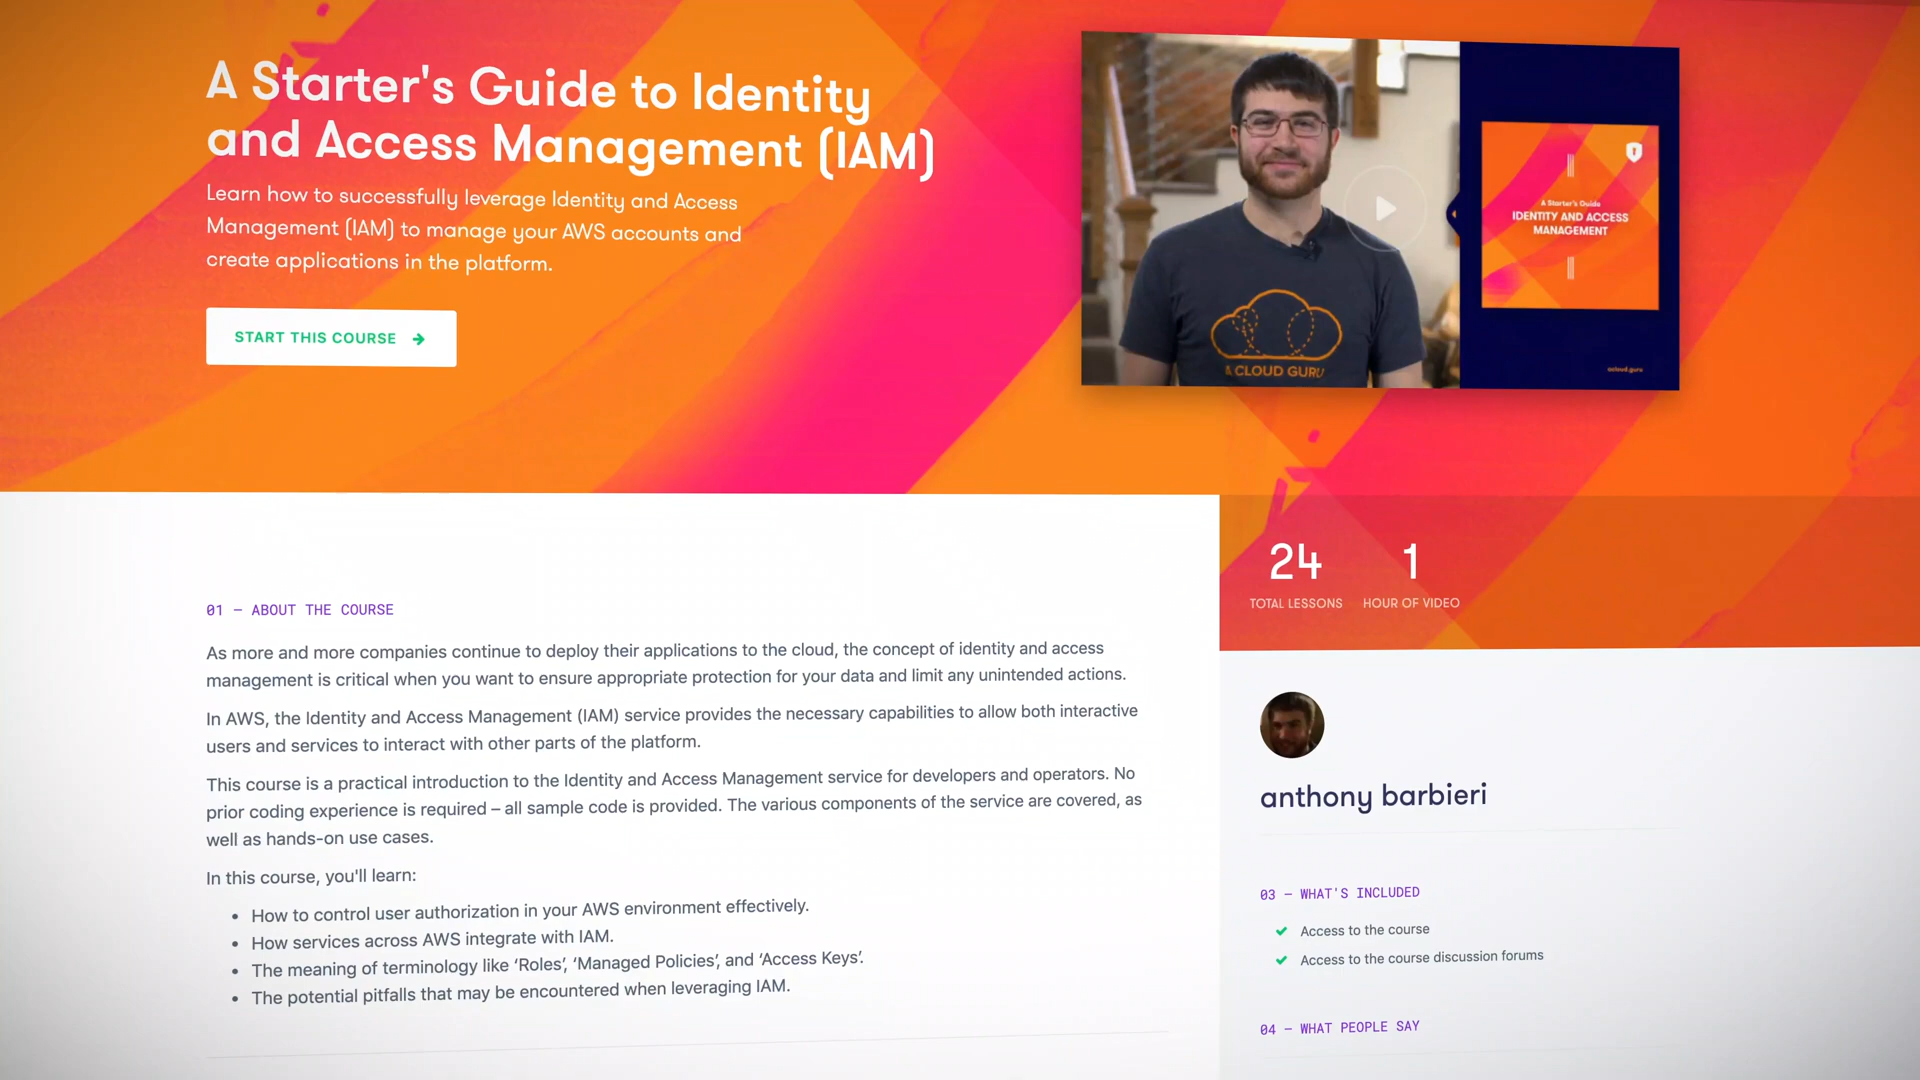 A Starter's Guide to Identity
and Access Management (IAM)
Learn how to successfully leverage Identity and Access
Management (IAM) to manage your AWS accounts and
create applications in the platform.
START THIS COURSE
A CLOUD GURU
A Starter's Guide
IDENTITY AND ACCESS
MANAGEMENT
acloud.guru
24
TOTAL LESSONS
1
HOUR OF VIDEO
01 – ABOUT THE COURSE
As more and more companies continue to deploy their applications to the cloud, the concept of identity and access
management is critical when you want to ensure appropriate protection for your data and limit any unintended actions.
In AWS, the Identity and Access Management (IAM) service provides the necessary capabilities to allow both interactive
users and services to interact with other parts of the platform.
This course is a practical introduction to the Identity and Access Management service for developers and operators. No
prior coding experience is required – all sample code is provided. The various components of the service are covered, as
well as hands-on use cases.
In this course, you'll learn:
• How to control user authorization in your AWS environment effectively.
• How services across AWS integrate with IAM.
• The meaning of terminology like ‘Roles’, ‘Managed Policies’, and ‘Access Keys’.
• The potential pitfalls that may be encountered when leveraging IAM.
anthony barbieri
03 – WHAT'S INCLUDED
Access to the course
Access to the course discussion forums
04 – WHAT PEOPLE SAY